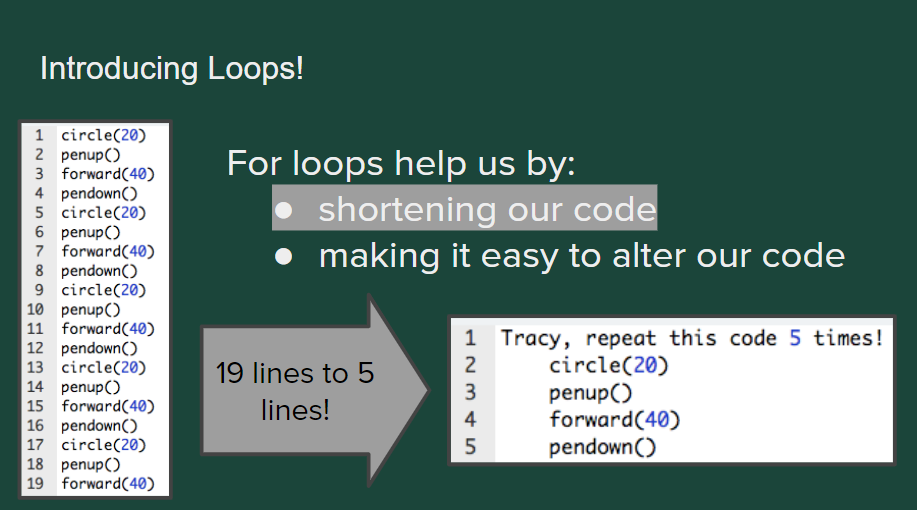 Introducing Loops!
1 circle(20)
2 penup()
3 forward(40)
4 pendown()
5 circle(20)
6 penup()
7 forward(40)
8 pendown()
9 circle(20)
10 penup()
11 forward(40)
12 pendown()
13 circle(20)
14 penup()
15 forward(40)
16 pendown()
17 circle(20)
18 penup()
19 forward(40)
For loops help us by:
● shortening our code
● making it easy to alter our code
19 lines to 5
lines!
1 Tracy, repeat this code 5 times!
2 circle(20)
3 penup()
4 forward(40)
5 pendown()